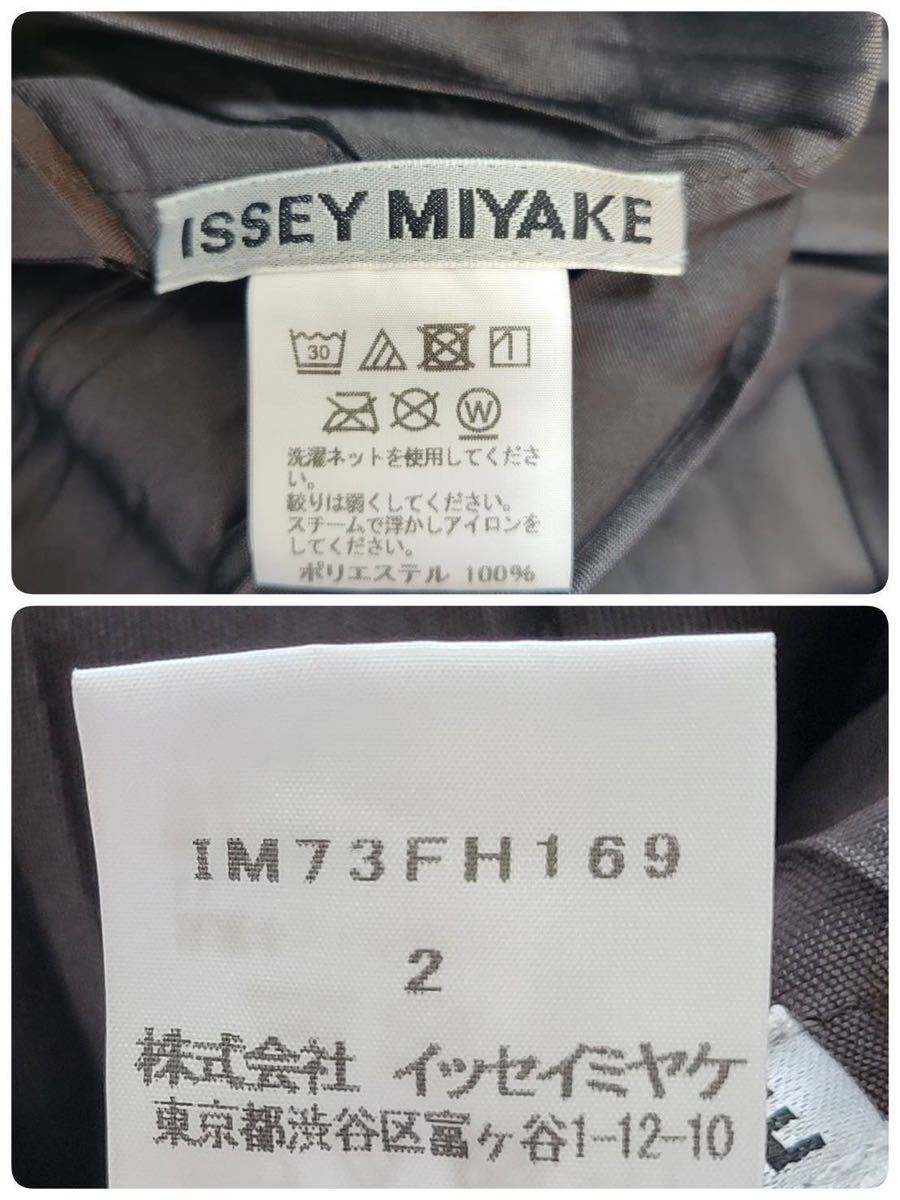 ISSEY MIYAKE
30
W
洗濯ネットを使用してくださ
い。
絞りは弱くしてください。
スチームで浮かしアイロンを
してください。
ポリエステル 100%
IM73FH169
2
株式会社 イッセイミヤケ
東京都渋谷区富ヶ谷1-12-10